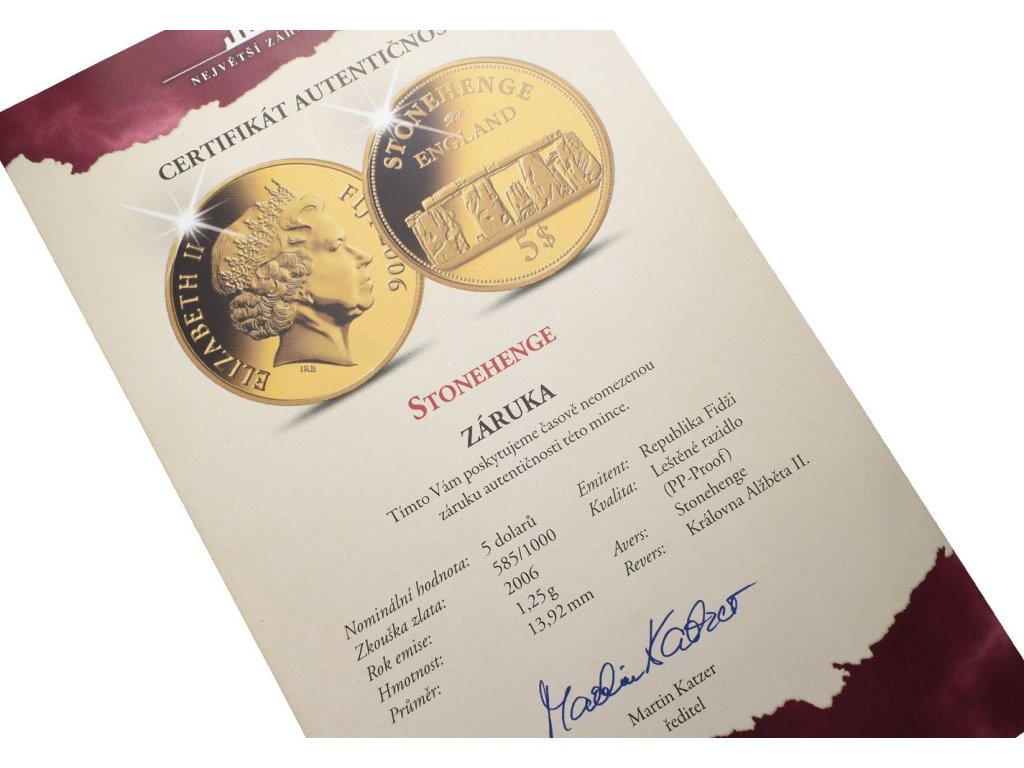 NEJVĚTŠÍ
CERTIFIKÁT
ELIZABETH II
FIJI 2006
IRB
STONEHENGE
ENGLAND
5$
STONEHENGE
ZÁRUKA
Tímto Vám poskytujeme časově neomezenou
záruku autentičnosti této mince.
Nominální hodnota: 5 dolarů
Zkouška zlata: 585/1000
Rok emise: 2006
Hmotnost: 1,25 g
Průměr: 13,92 mm
Emitent: Republika Fidži
Kvalita: Leštěné razidlo
(PP-Proof)
Avers: Stonehenge
Revers: Královna Alžběta II.
Martin Katzer
Martin Katzer
ředitel